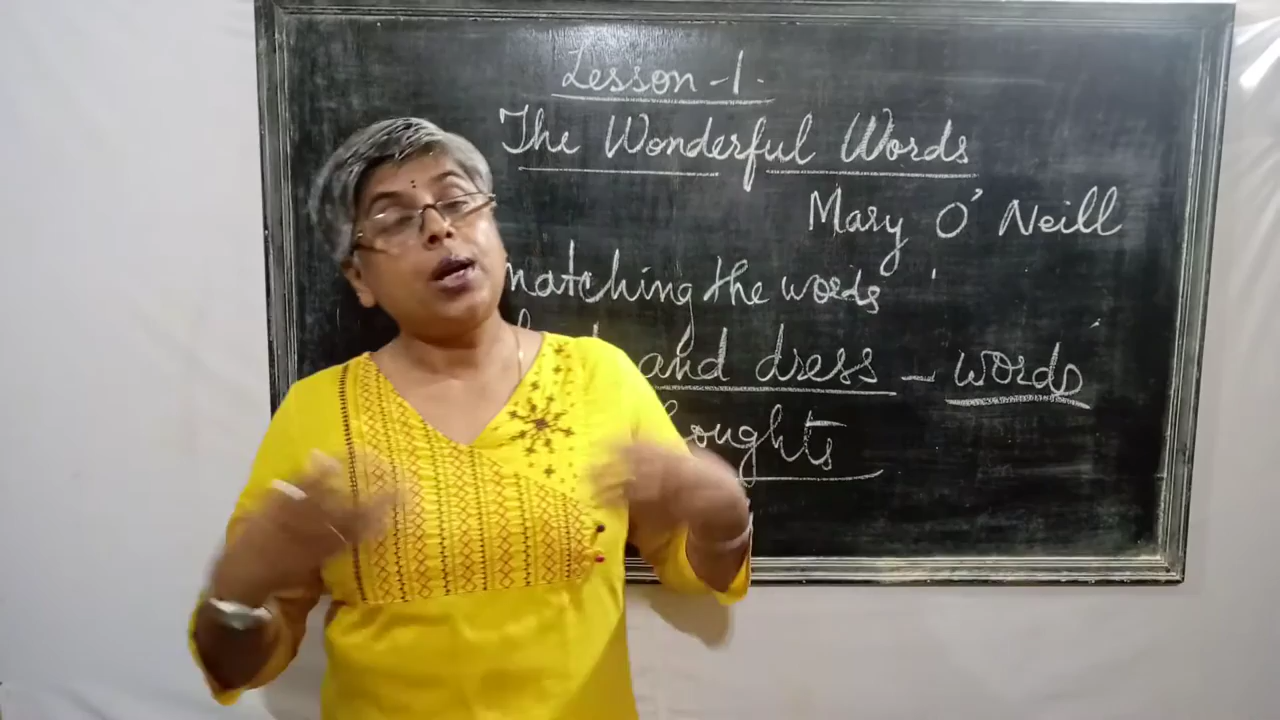 Lesson - 1.
The Wonderful Words
Mary O' Neill
matching the words
and dress - words